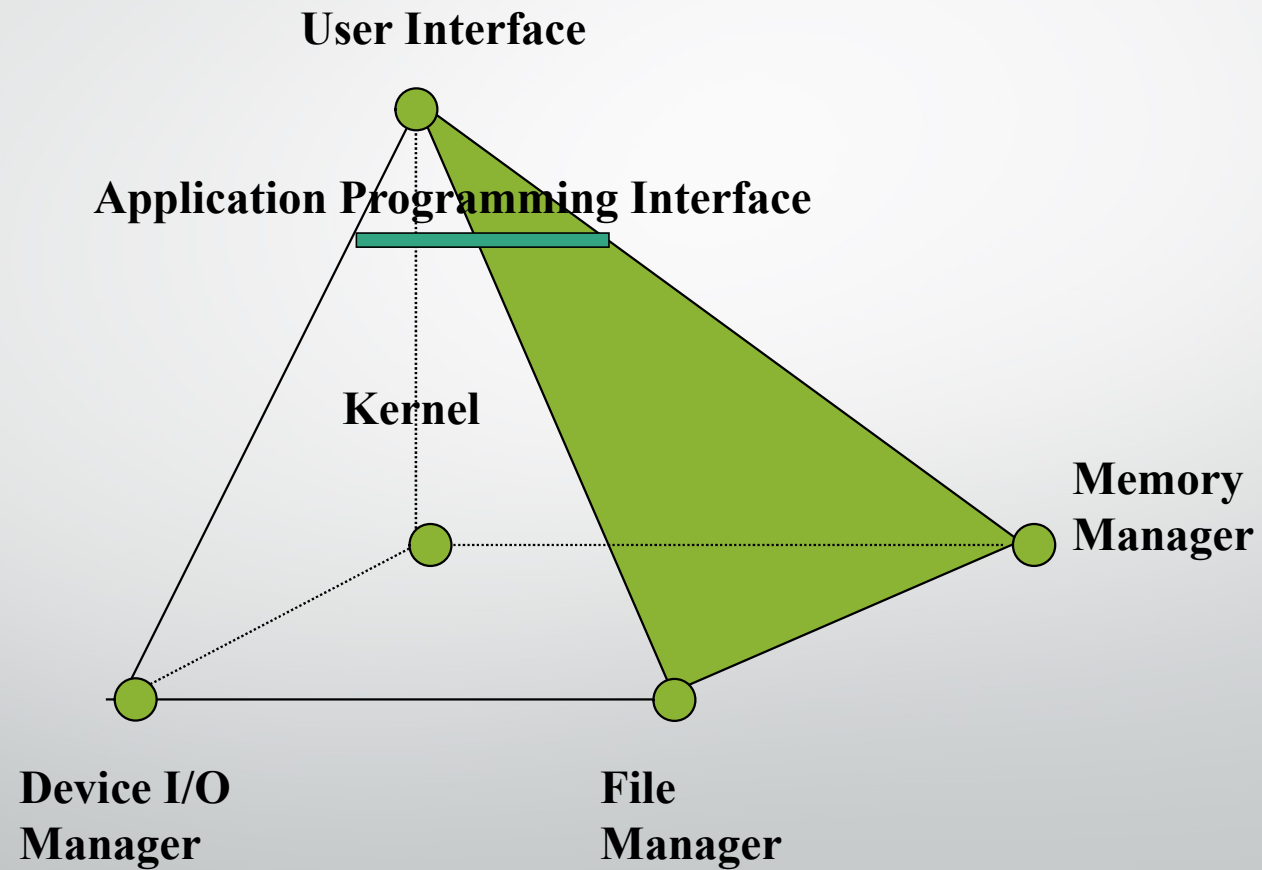 User Interface
Application Programming Interface
Kernel
Memory
Manager
Device I/O
Manager
File
Manager